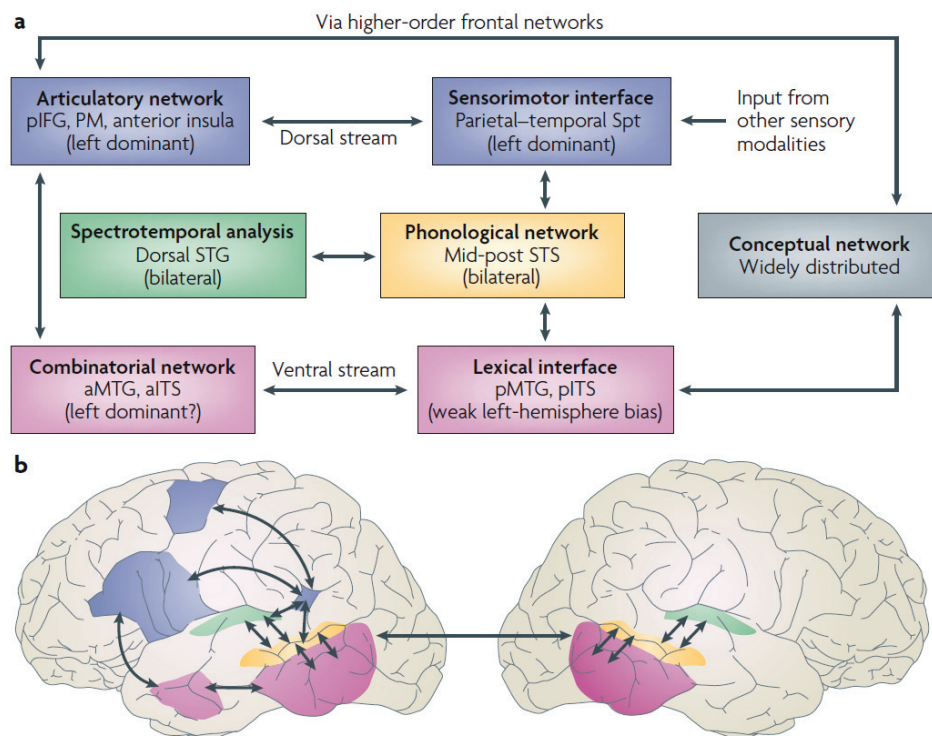 a
Via higher-order frontal networks
Articulatory network
pIFG, PM, anterior insula
(left dominant)
Dorsal stream
Sensorimotor interface
Parietal–temporal Spt
(left dominant)
Input from
other sensory
modalities
Spectrotemporal analysis
Dorsal STG
(bilateral)
Phonological network
Mid-post STS
(bilateral)
Conceptual network
Widely distributed
Combinatorial network
aMTG, aITS
(left dominant?)
Ventral stream
Lexical interface
pMTG, pITS
(weak left-hemisphere bias)
b